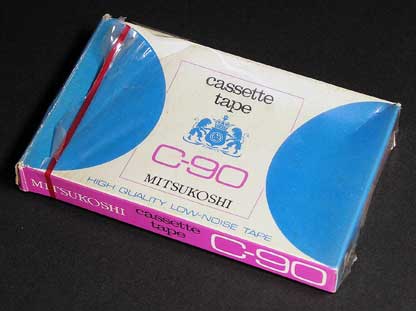 cassette
tape
C-90
MITSUKOSHI
HIGH QUALITY LOW-NOISE TAPE
MITSUKOSHI
cassette
tape
C-90